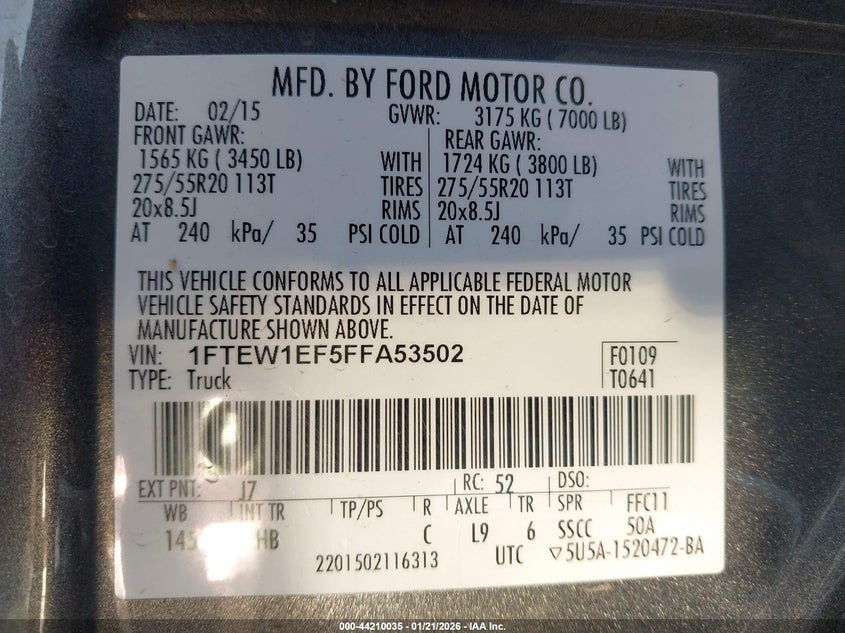 MFD. BY FORD MOTOR CO.
DATE: 02/15 GVWR: 3175 KG ( 7000 LB)
FRONT GAWR: REAR GAWR:
1565 KG ( 3450 LB) WITH 1724 KG ( 3800 LB) WITH
275/55R20 113T TIRES 275/55R20 113T TIRES
20x8.5J RIMS 20x8.5J RIMS
AT 240 kPa/ 35 PSI COLD AT 240 kPa/ 35 PSI COLD
THIS VEHICLE CONFORMS TO ALL APPLICABLE FEDERAL MOTOR
VEHICLE SAFETY STANDARDS IN EFFECT ON THE DATE OF
MANUFACTURE SHOWN ABOVE.
VIN: 1FTEW1EF5FFA53502 F0109
TYPE: Truck T0641
EXT PNT: J7 RC: 52 DSO:
WB INT TR TP/PS R AXLE TR SPR FFC11
HB C L9 6 SSCC 50A
2201502116313 UTC ▽5U5A-1520472-BA
000-44210035 - 01/21/2026 - IAA Inc.